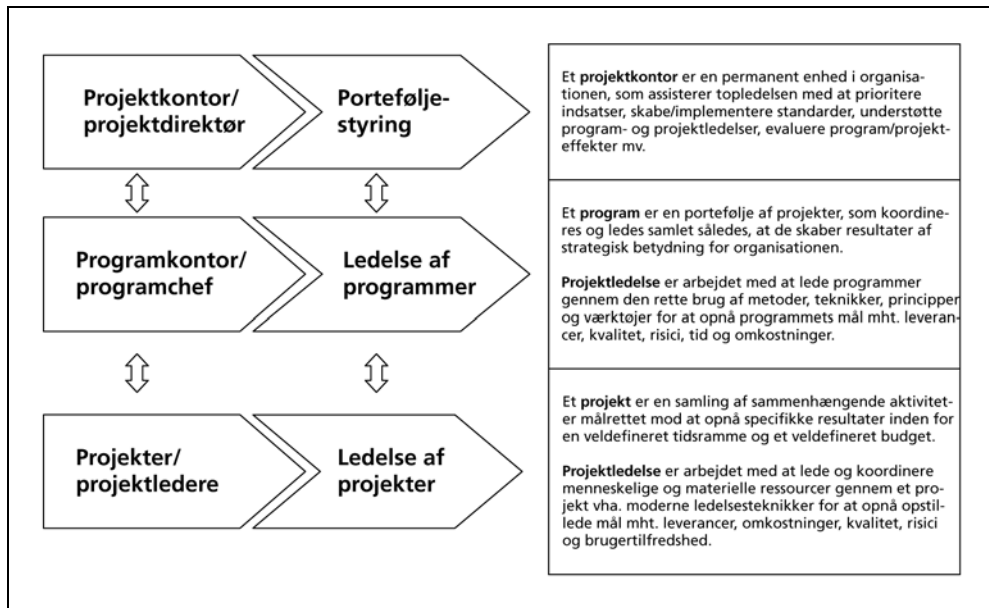 Projektkontor/
projektdirektør
Portefølje-
styring
Et projektkontor er en permanent enhed i organisa-
tionen, som assisterer topledelsen med at prioritere
indsatser, skabe/implementere standarder, understøtte
program- og projektledelser, evaluere program/projekt-
effekter mv.
Programkontor/
programchef
Ledelse af
programmer
Et program er en portefølje af projekter, som koordine-
res og ledes samlet således, at de skaber resultater af
strategisk betydning for organisationen.
Projektledelse er arbejdet med at lede programmer
gennem den rette brug af metoder, teknikker, principper
og værktøjer for at opnå programmets mål mht. leveran-
cer, kvalitet, risici, tid og omkostninger.
Projekter/
projektledere
Ledelse af
projekter
Et projekt er en samling af sammenhængende aktivitet-
er målrettet mod at opnå specifikke resultater inden for
en veldefineret tidsramme og et veldefineret budget.
Projektledelse er arbejdet med at lede og koordinere
menneskelige og materielle ressourcer gennem et pro-
jekt vha. moderne ledelsesteknikker for at opnå opstil-
lede mål mht. leverancer, omkostninger, kvalitet, risici
og brugertilfredshed.